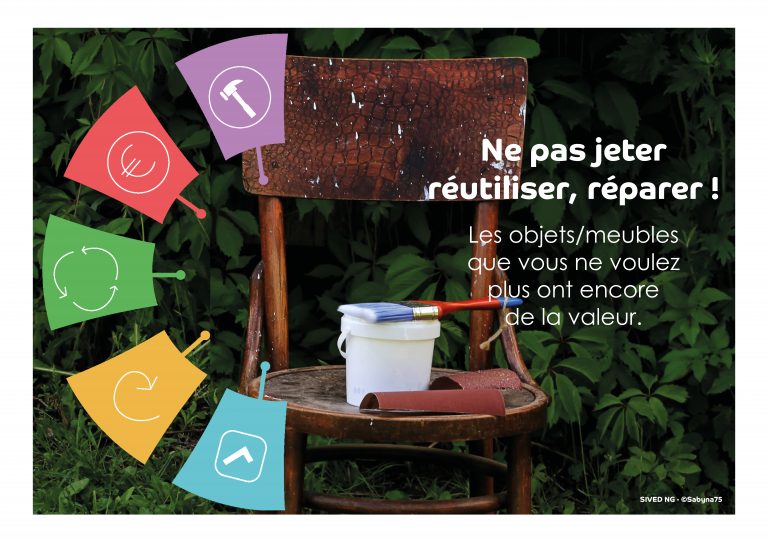 Ne pas jeter
réutiliser, réparer !
Les objets/meubles
que vous ne voulez
plus ont encore
de la valeur.
SIVED NG - ©Sabyna75